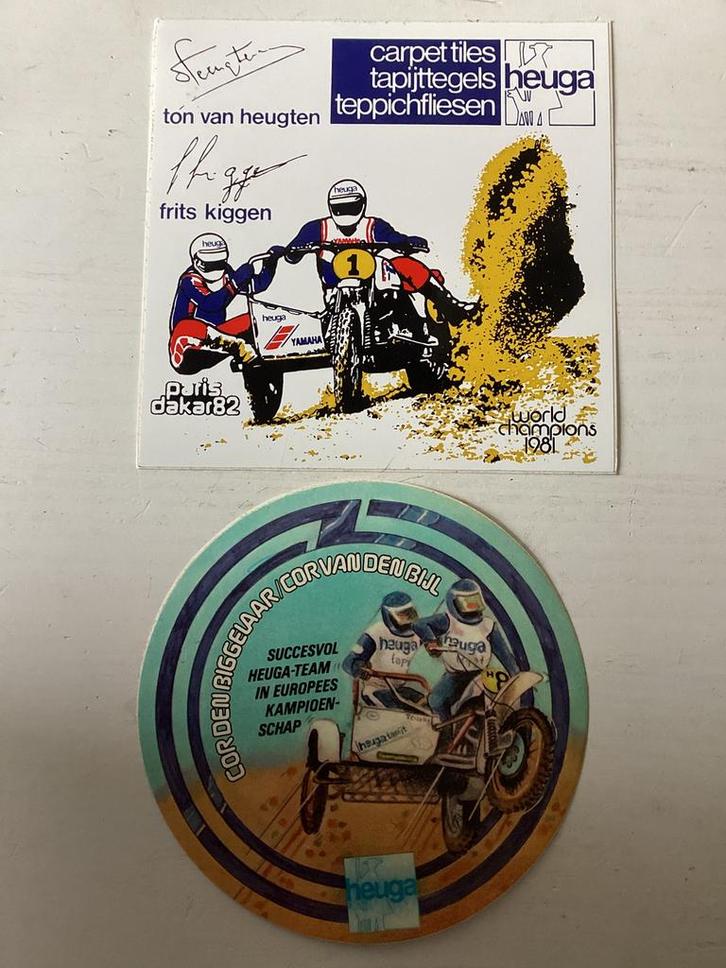 carpet tiles
tapijttegels
teppichfliesen
heuga
ton van heugten
frits kiggen
heuga
heuga
YAMAHA
1
heuga
YAMAHA
paris
dakar82
world
champions
1981
COR DEN BIGGELAAR/COR VAN DEN BIJL
SUCCESVOL
HEUGA-TEAM
IN EUROPEES
KAMPIOEN-
SCHAP
heuga
heuga
heuga